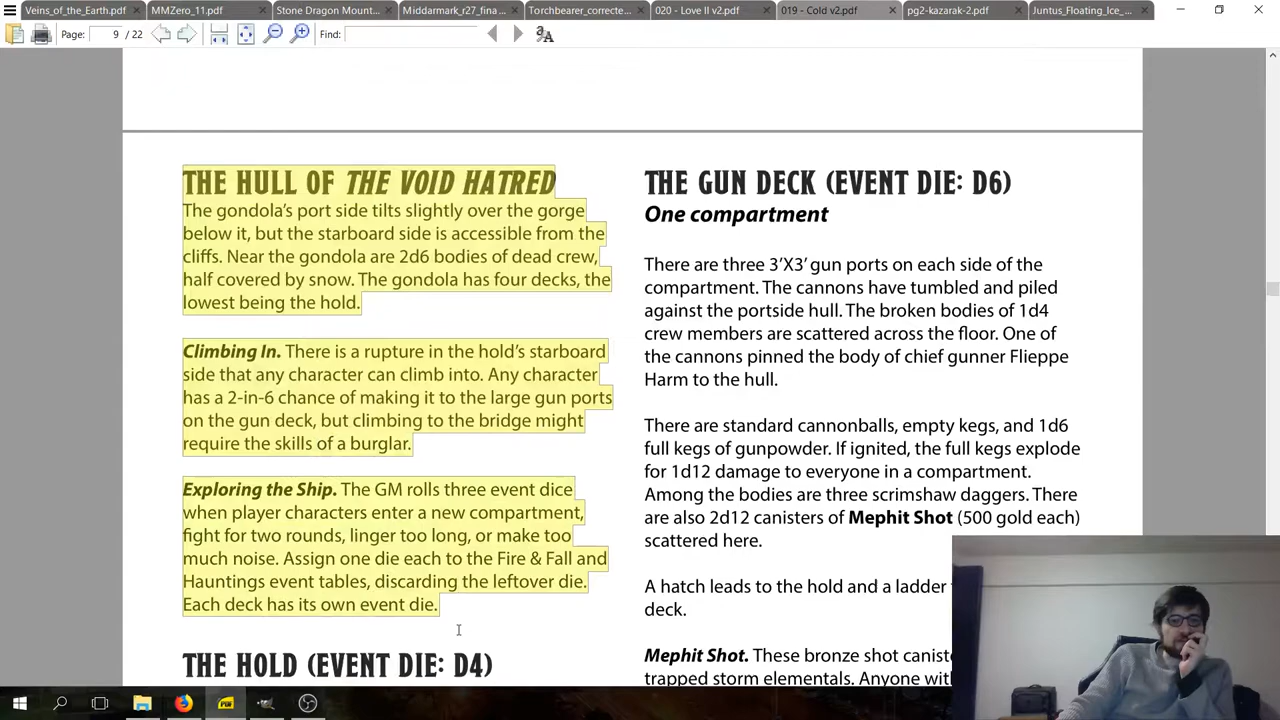 Veins_of_the_Earth.pdf
MMZero_11.pdf
Stone Dragon Mount...
Middarmark_r27_fina...
Torchbearer_correcte...
020 - Love II v2.pdf
019 - Cold v2.pdf
pg2-kazarak-2.pdf
Juntus_Floating_Ice_...
Page: 9 / 22 Find:
THE HULL OF THE VOID HATRED
The gondola's port side tilts slightly over the gorge
below it, but the starboard side is accessible from the
cliffs. Near the gondola are 2d6 bodies of dead crew,
half covered by snow. The gondola has four decks, the
lowest being the hold.
Climbing In. There is a rupture in the hold's starboard
side that any character can climb into. Any character
has a 2-in-6 chance of making it to the large gun ports
on the gun deck, but climbing to the bridge might
require the skills of a burglar.
Exploring the Ship. The GM rolls three event dice
when player characters enter a new compartment,
fight for two rounds, linger too long, or make too
much noise. Assign one die each to the Fire & Fall and
Hauntings event tables, discarding the leftover die.
Each deck has its own event die.
THE HOLD (EVENT DIE: D4)
THE GUN DECK (EVENT DIE: D6)
One compartment
There are three 3'X3' gun ports on each side of the
compartment. The cannons have tumbled and piled
against the portside hull. The broken bodies of 1d4
crew members are scattered across the floor. One of
the cannons pinned the body of chief gunner Flieppe
Harm to the hull.
There are standard cannonballs, empty kegs, and 1d6
full kegs of gunpowder. If ignited, the full kegs explode
for 1d12 damage to everyone in a compartment.
Among the bodies are three scrimshaw daggers. There
are also 2d12 canisters of Mephit Shot (500 gold each)
scattered here.
A hatch leads to the hold and a ladder
deck.
Mephit Shot. These bronze shot caniste
trapped storm elementals. Anyone with